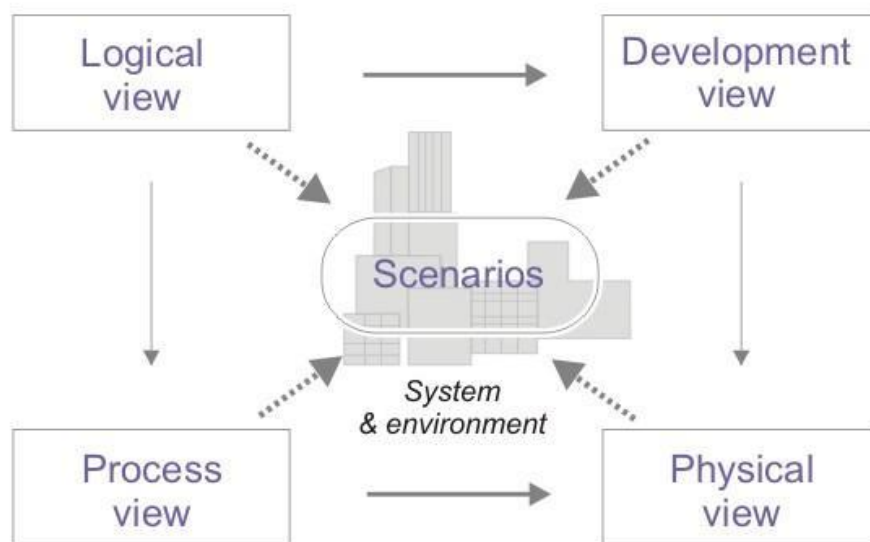 Logical
view
Development
view
Scenarios
System
& environment
Process
view
Physical
view